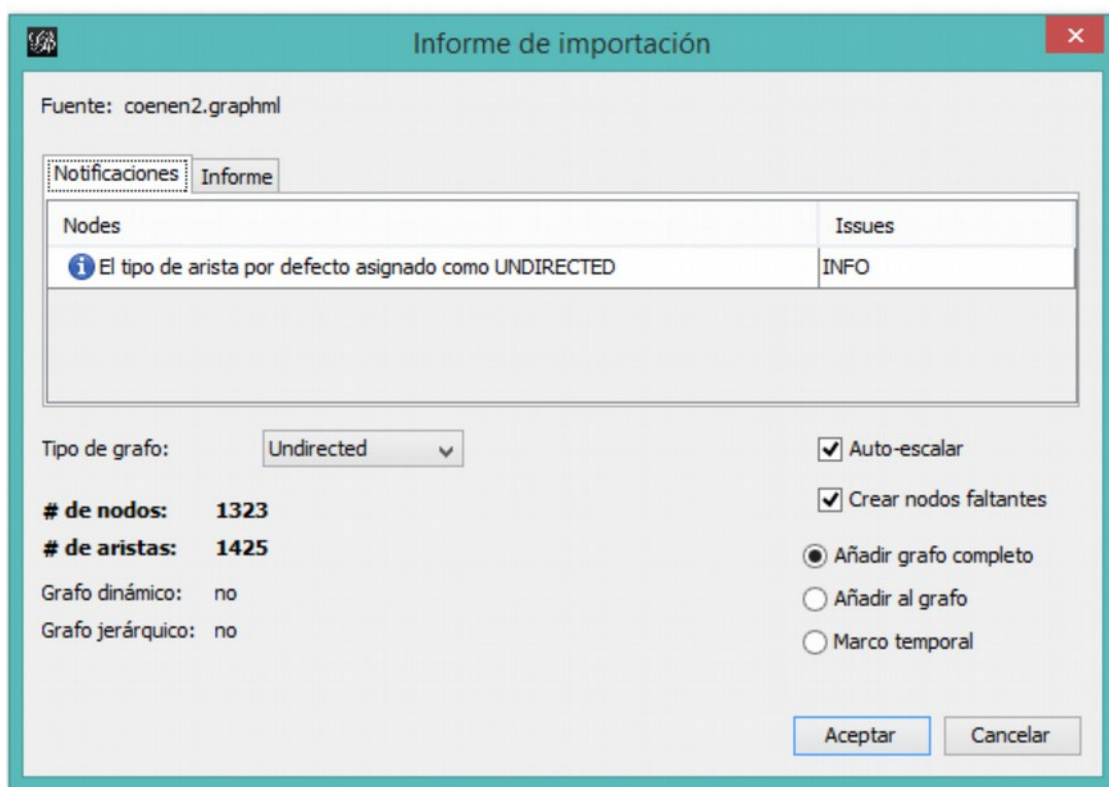 Informe de importación
Fuente: coenen2.graphml
Notificaciones Informe
Nodes Issues
El tipo de arista por defecto asignado como UNDIRECTED INFO
Tipo de grafo: Undirected
Auto-escalar
# de nodos: 1323
Crear nodos faltantes
# de aristas: 1425
Añadir grafo completo
Grafo dinámico: no
Añadir al grafo
Grafo jerárquico: no
Marco temporal
Aceptar Cancelar